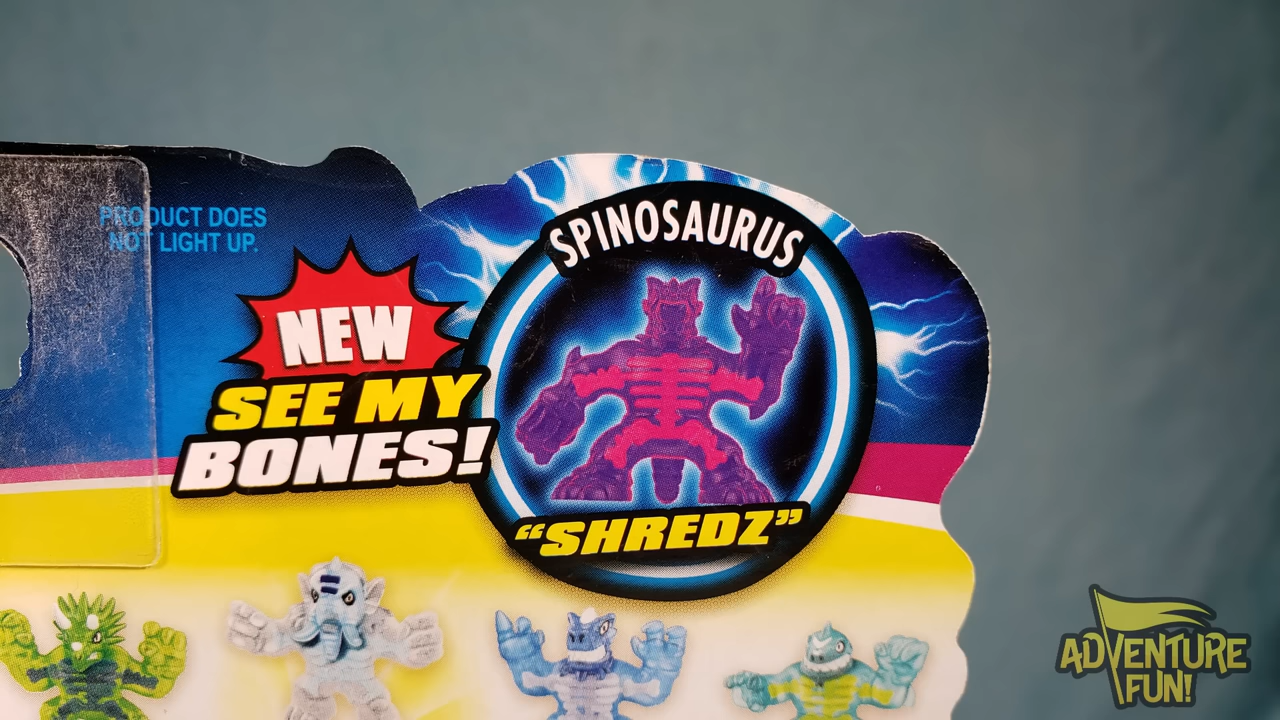 PRODUCT DOES
NOT LIGHT UP.
NEW
SEE MY
BONES!
SPINOSAURUS
“SHREDZ”
ADVENTURE
FUN!